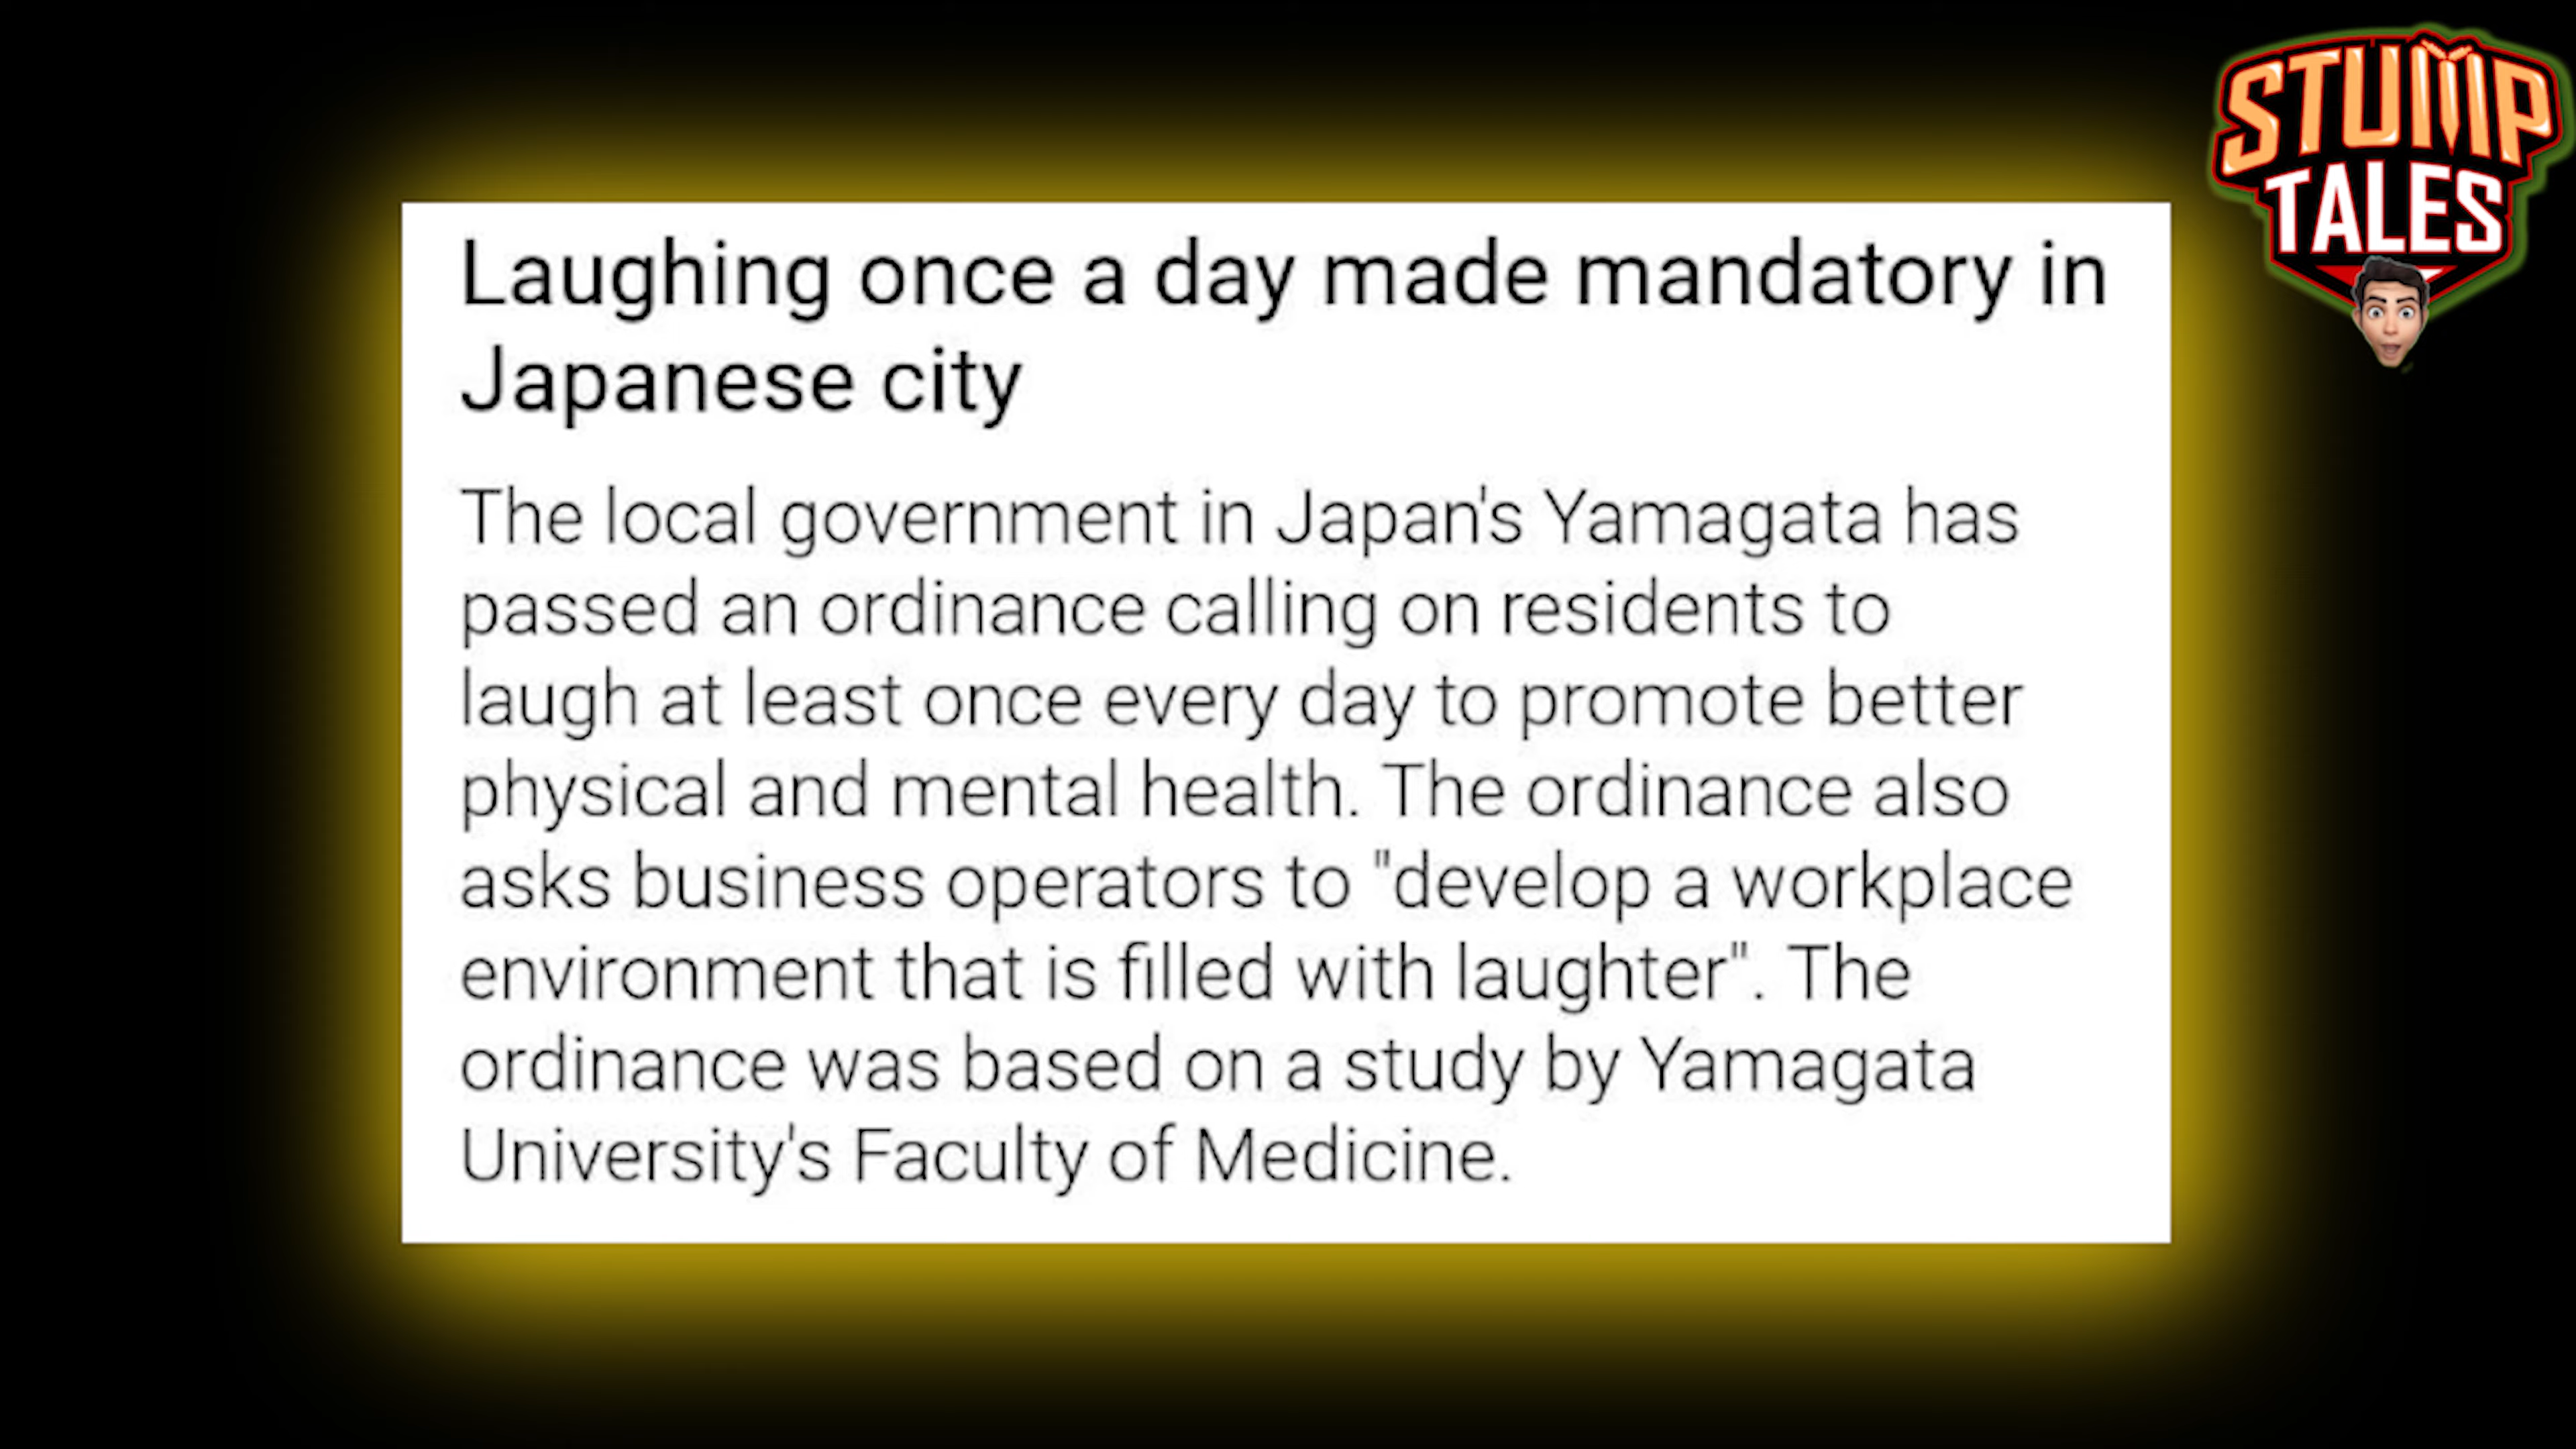 STUMP
TALES
Laughing once a day made mandatory in
Japanese city
The local government in Japan's Yamagata has
passed an ordinance calling on residents to
laugh at least once every day to promote better
physical and mental health. The ordinance also
asks business operators to "develop a workplace
environment that is filled with laughter". The
ordinance was based on a study by Yamagata
University's Faculty of Medicine.